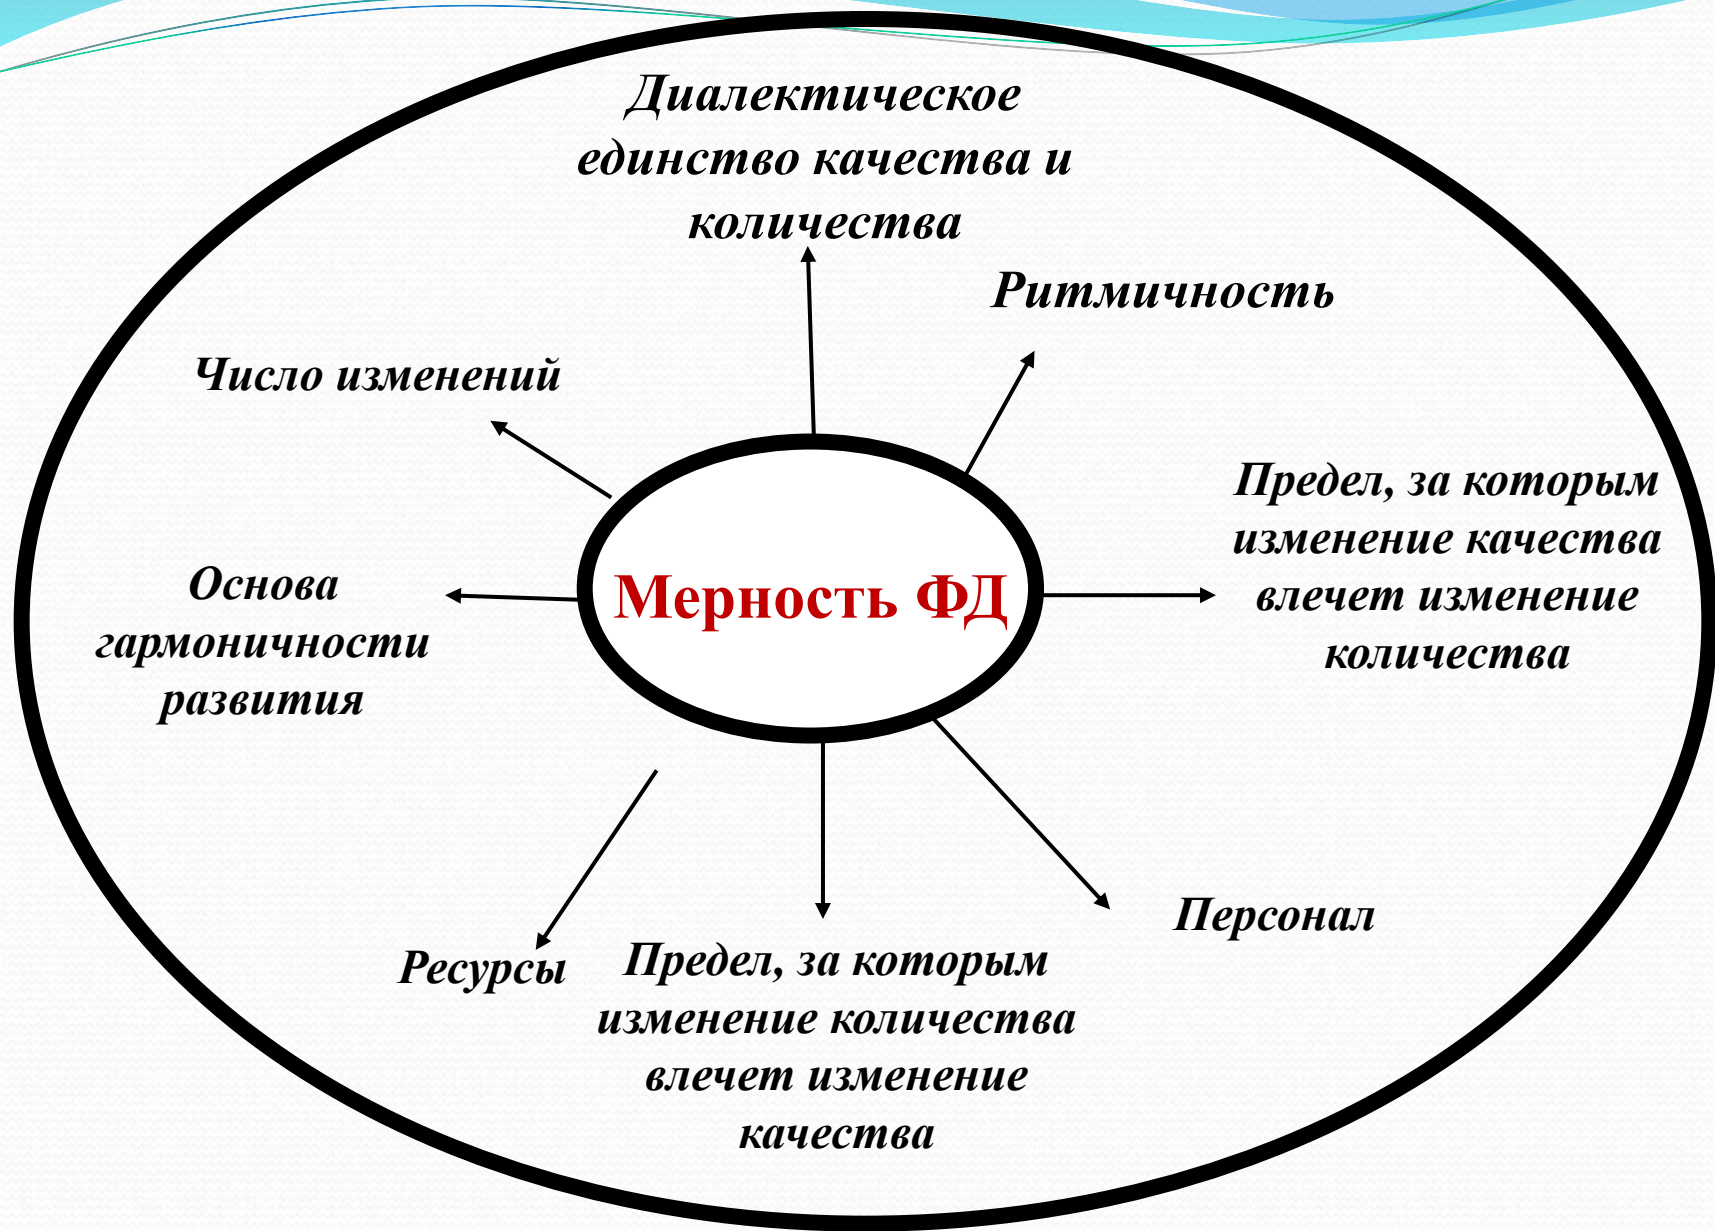 Диалектическое
единство качества и
количества
Ритмичность
Число изменений
Предел, за которым
изменение качества
влечет изменение
количества
Основа
гармоничности
развития
Мерность ФД
Персонал
Ресурсы
Предел, за которым
изменение количества
влечет изменение
качества